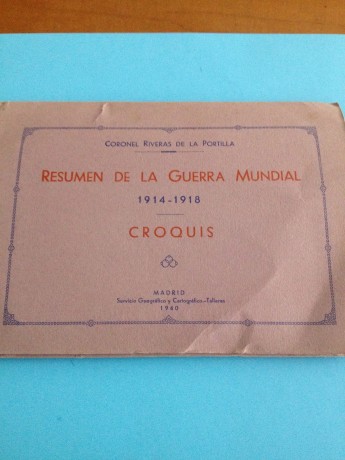 CORONEL RIVERAS DE LA PORTILLA
RESUMEN DE LA GUERRA MUNDIAL
1914-1918
CROQUIS
MADRID
Servicio Geográfico y Cartográfico.-Talleres
1940